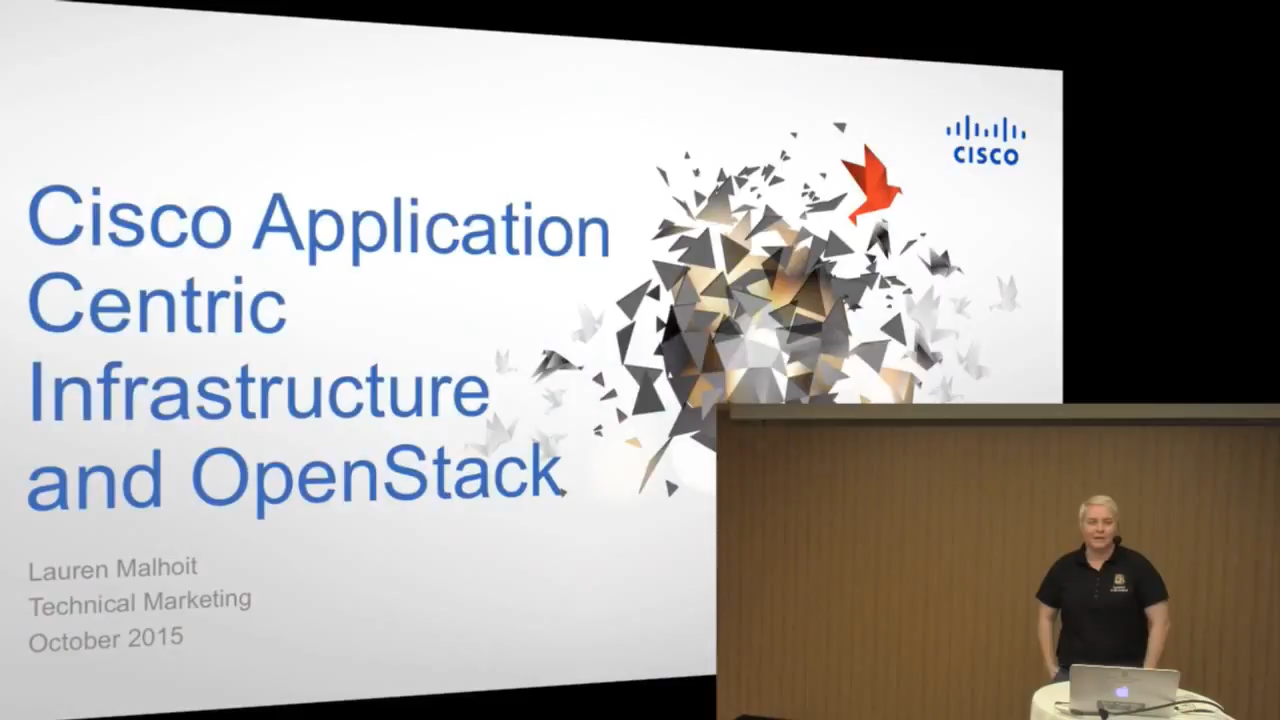 Cisco Application
Centric
Infrastructure
and OpenStack
Lauren Malhoit
Technical Marketing
October 2015
CISCO